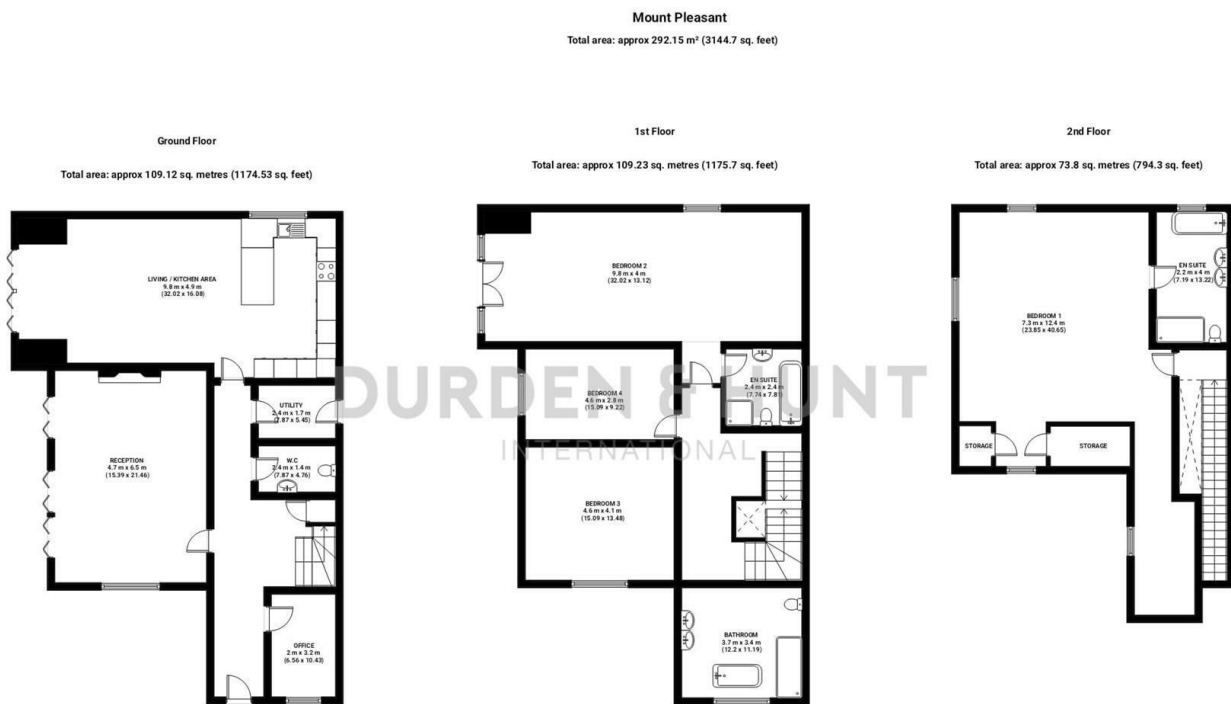 Mount Pleasant
Total area: approx 292.15 m² (3144.7 sq. feet)
Ground Floor
Total area: approx 109.12 sq. metres (1174.53 sq. feet)
LIVING / KITCHEN AREA
9.8 m x 4.9 m
(32.02 x 16.08)
UTILITY
2.4 m x 1.7 m
(7.87 x 5.45)
W.C
2.4 m x 1.4 m
(7.87 x 4.76)
RECEPTION
4.7 m x 6.5 m
(15.39 x 21.46)
OFFICE
2 m x 3.2 m
(6.56 x 10.43)
1st Floor
Total area: approx 109.23 sq. metres (1175.7 sq. feet)
BEDROOM 2
9.8 m x 4 m
(32.02 x 13.12)
BEDROOM 4
4.6 m x 2.8 m
(15.09 x 9.22)
EN SUITE
2.4 m x 2.4 m
(7.74 x 7.81)
BEDROOM 3
4.6 m x 4.1 m
(15.09 x 13.48)
BATHROOM
3.7 m x 3.4 m
(12.2 x 11.19)
2nd Floor
Total area: approx 73.8 sq. metres (794.3 sq. feet)
EN SUITE
2.2 m x 4 m
(7.19 x 13.22)
BEDROOM 1
7.3 m x 12.4 m
(23.85 x 40.65)
STORAGE
STORAGE
DURDEN & HUNT
INTERNATIONAL